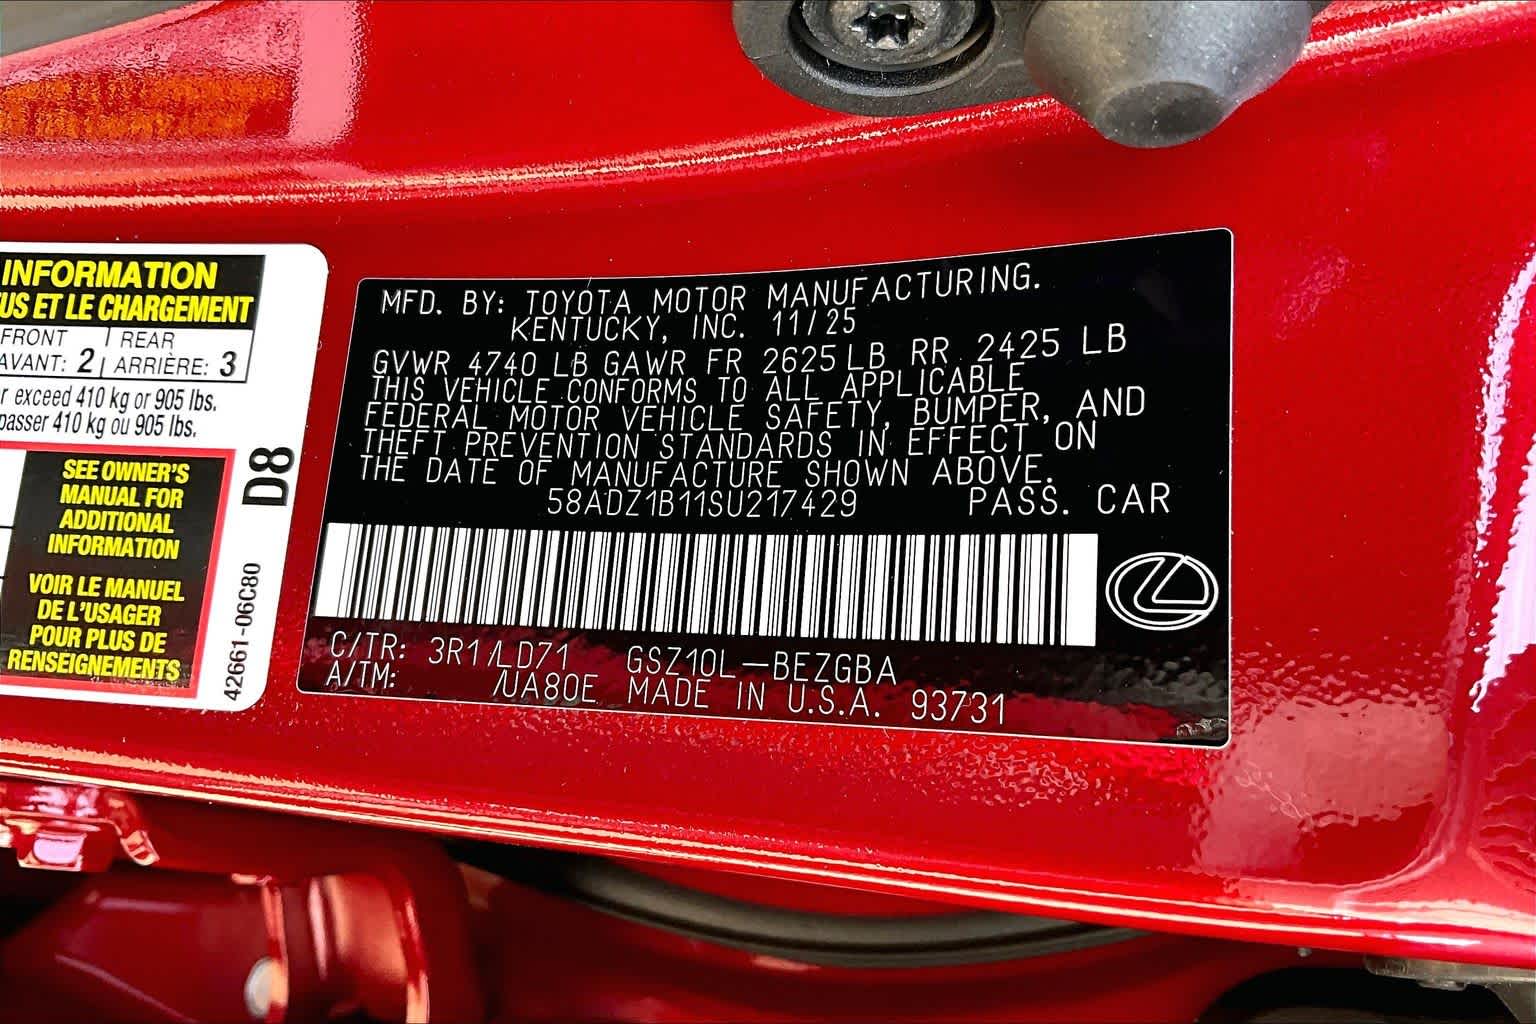 INFORMATION
US ET LE CHARGEMENT
FRONT REAR
AVANT: 2 ARRIÈRE: 3
r exceed 410 kg or 905 lbs.
passer 410 kg ou 905 lbs.
SEE OWNER'S
MANUAL FOR
ADDITIONAL
INFORMATION
VOIR LE MANUEL
DE L'USAGER
POUR PLUS DE
RENSEIGNEMENTS
D8
42661-06C80
MFD. BY: TOYOTA MOTOR MANUFACTURING.
KENTUCKY, INC. 11/25
GVWR 4740 LB GAWR FR 2625 LB RR 2425 LB
THIS VEHICLE CONFORMS TO ALL APPLICABLE
FEDERAL MOTOR VEHICLE SAFETY, BUMPER, AND
THEFT PREVENTION STANDARDS IN EFFECT ON
THE DATE OF MANUFACTURE SHOWN ABOVE.
58ADZ1B11SU217429 PASS. CAR
C/TR: 3R1/LD71 GSZ10L-BEZGBA
A/TM: /UA80E MADE IN U.S.A. 93731